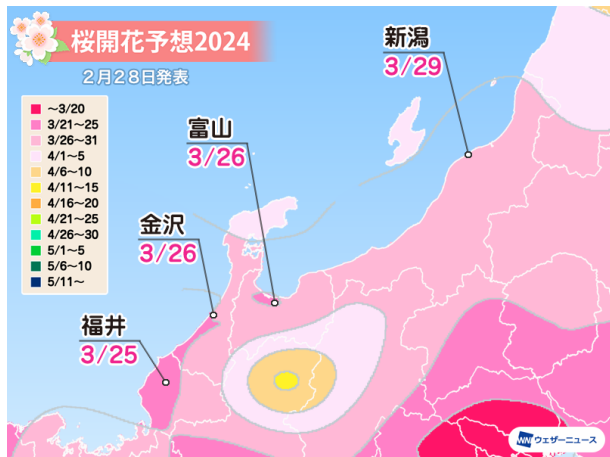 桜開花予想2024
2月28日発表
～3/20
3/21～25
3/26～31
4/1～5
4/6～10
4/11～15
4/16～20
4/21～25
4/26～30
5/1～5
5/6～10
5/11～
新潟
3/29
富山
3/26
金沢
3/26
福井
3/25
WN ウェザーニュース